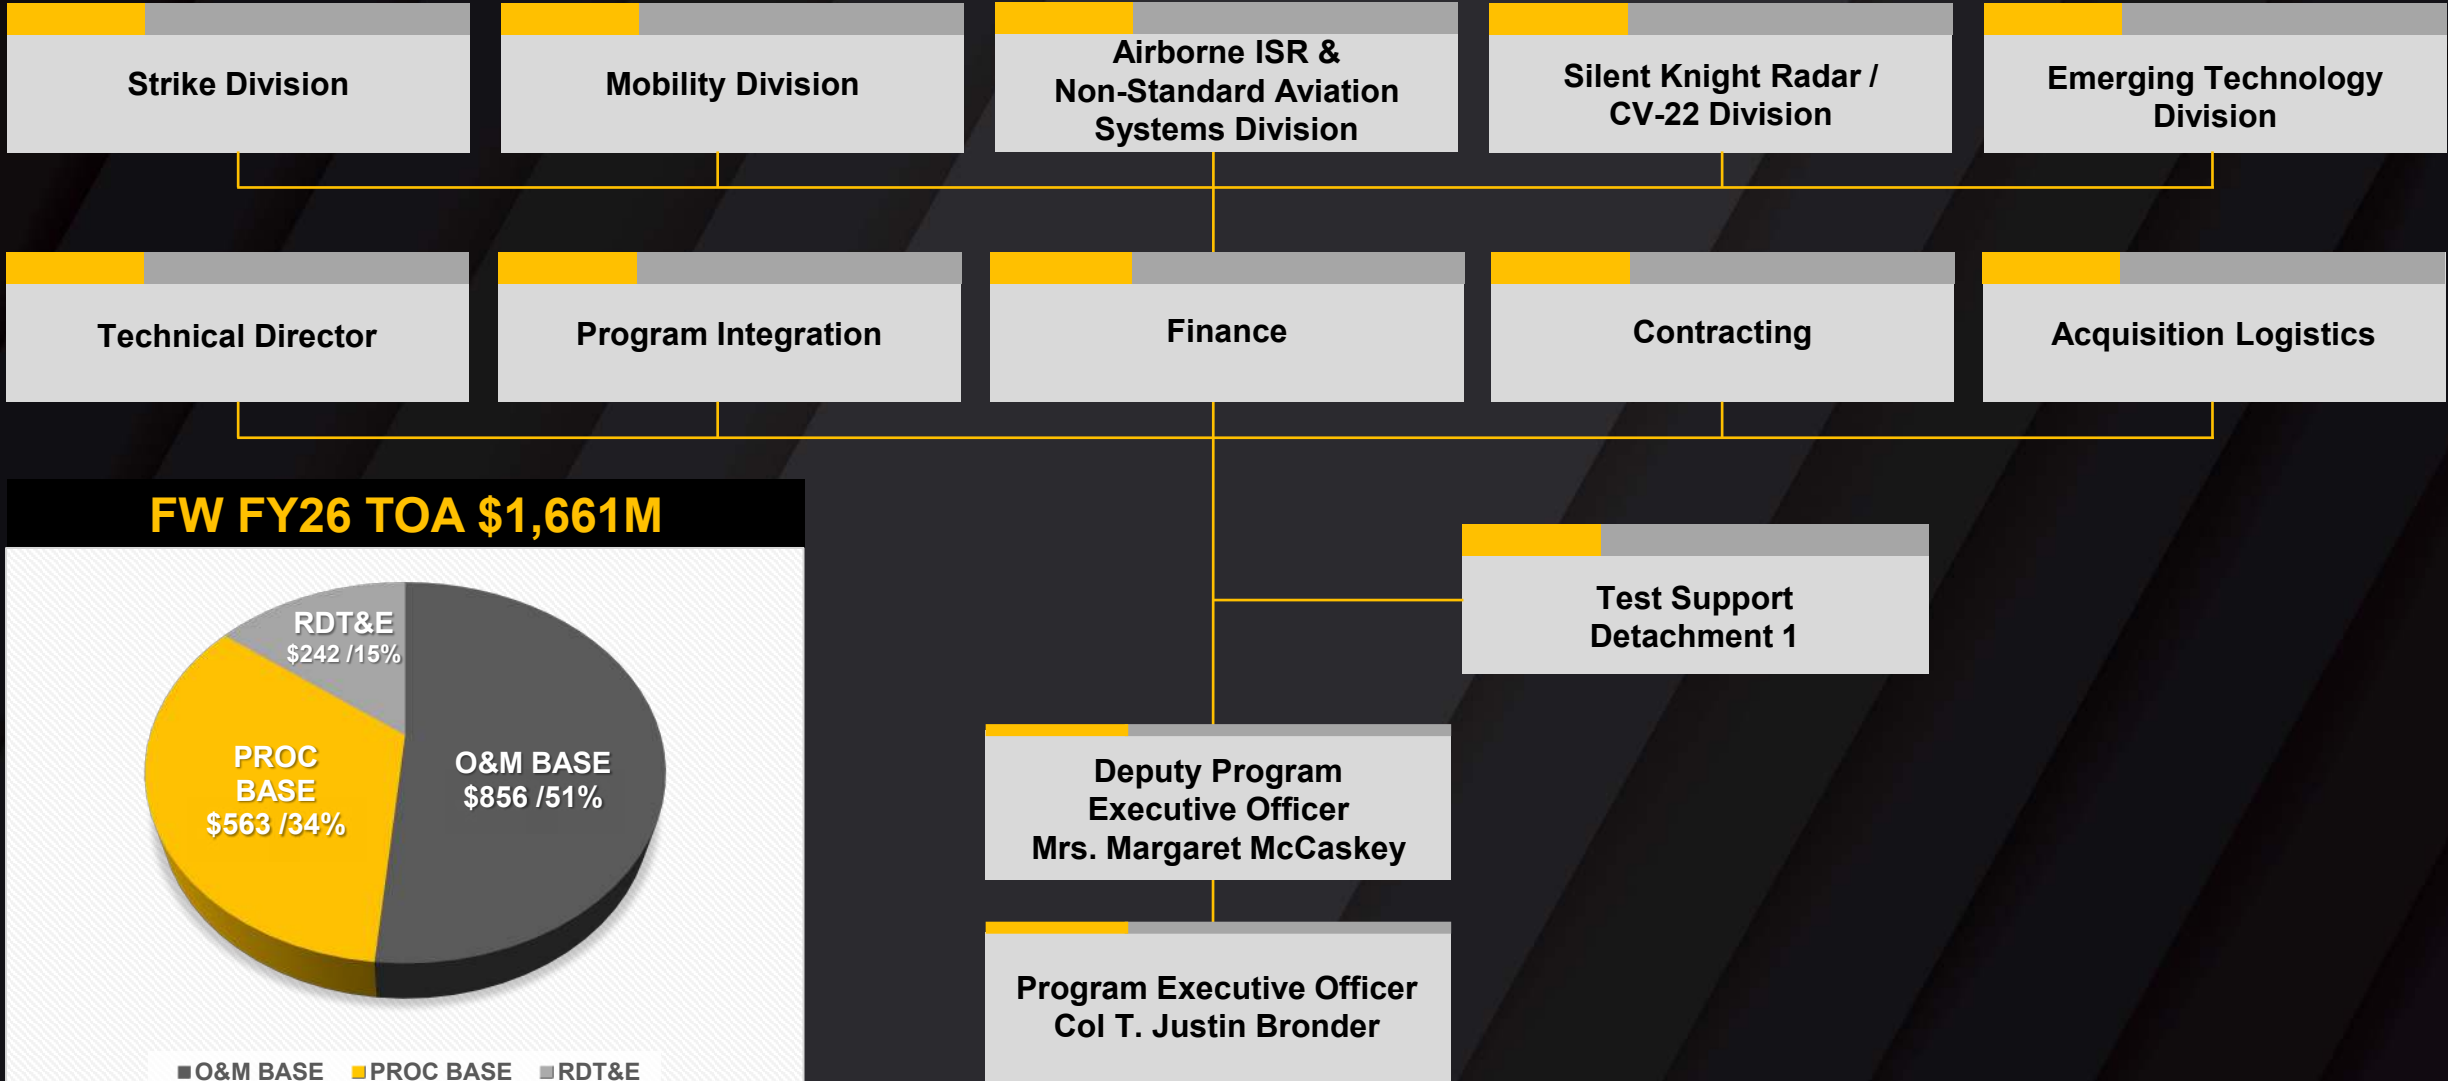 Strike Division
Mobility Division
Airborne ISR &
Non-Standard Aviation
Systems Division
Silent Knight Radar /
CV-22 Division
Emerging Technology
Division
Technical Director
Program Integration
Finance
Contracting
Acquisition Logistics
FW FY26 TOA $1,661M
RDT&E
$242 /15%
PROC
BASE
$563 /34%
O&M BASE
$856 /51%
O&M BASE
PROC BASE
RDT&E
Test Support
Detachment 1
Deputy Program
Executive Officer
Mrs. Margaret McCaskey
Program Executive Officer
Col T. Justin Bronder